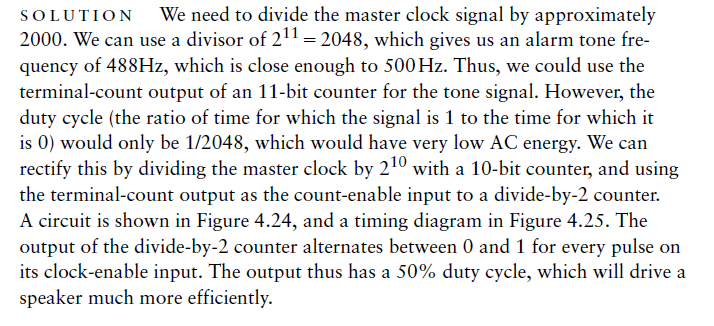 SOLUTION We need to divide the master clock signal by approximately
2000. We can use a divisor of 2¹¹ = 2048, which gives us an alarm tone fre-
quency of 488Hz, which is close enough to 500Hz. Thus, we could use the
terminal-count output of an 11-bit counter for the tone signal. However, the
duty cycle (the ratio of time for which the signal is 1 to the time for which it
is 0) would only be 1/2048, which would have very low AC energy. We can
rectify this by dividing the master clock by 2¹⁰ with a 10-bit counter, and using
the terminal-count output as the count-enable input to a divide-by-2 counter.
A circuit is shown in Figure 4.24, and a timing diagram in Figure 4.25. The
output of the divide-by-2 counter alternates between 0 and 1 for every pulse on
its clock-enable input. The output thus has a 50% duty cycle, which will drive a
speaker much more efficiently.